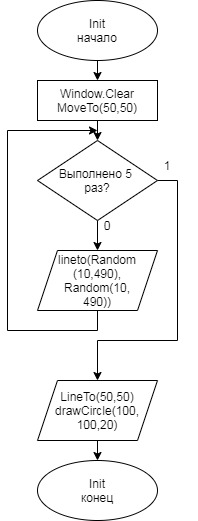 Init
начало
Window.Clear
MoveTo(50,50)
Выполнено 5
раз?
1
0
lineto(Random
(10,490),
Random(10,
490))
LineTo(50,50)
drawCircle(100,
100,20)
Init
конец